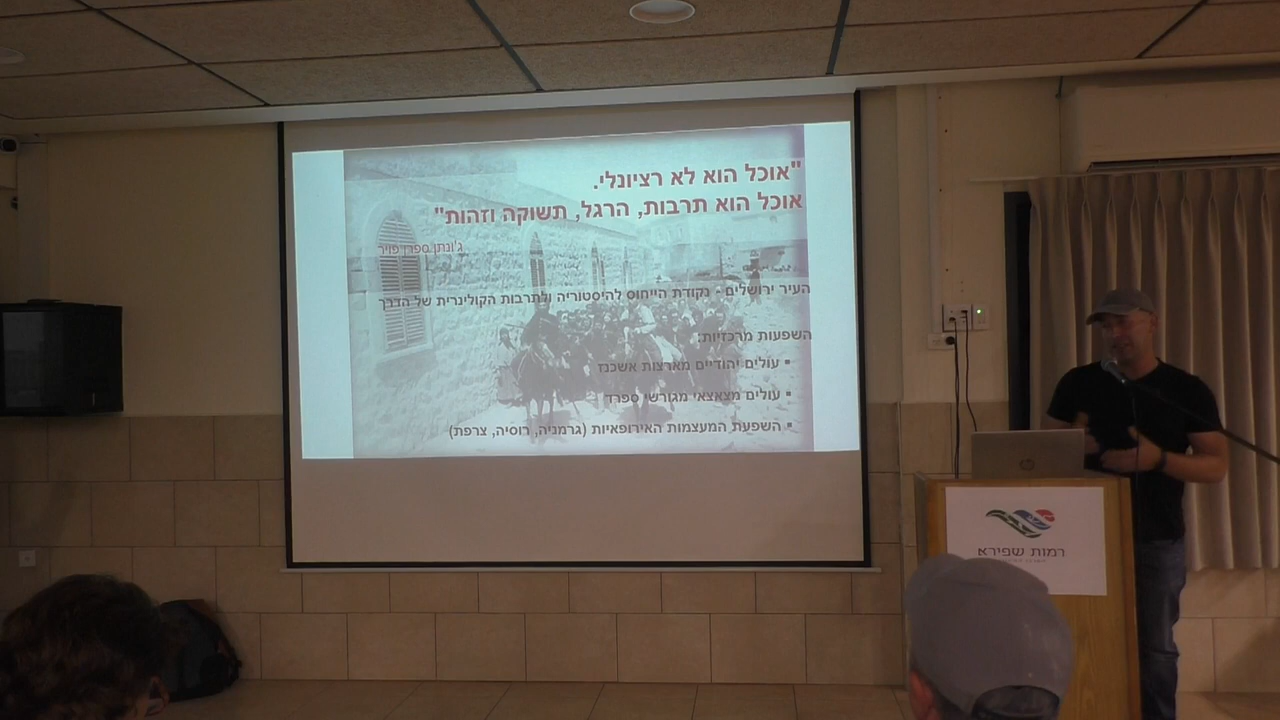 "אוכל הוא לא רציונלי.
אוכל הוא תרבות, הרגל, תשוקה וזהות"
ג'ונתן ספרן פויר
העיר ירושלים - נקודת הייחוס להיסטוריה ולתרבות הקולינרית של הדרך
השפעות מרכזיות:
▪ עולים יהודיים מארצות אשכנז
▪ עולים מצאצאי מגורשי ספרד
▪ השפעת המעצמות האירופאיות (גרמניה, רוסיה, צרפת)
hp
רמות שפירא